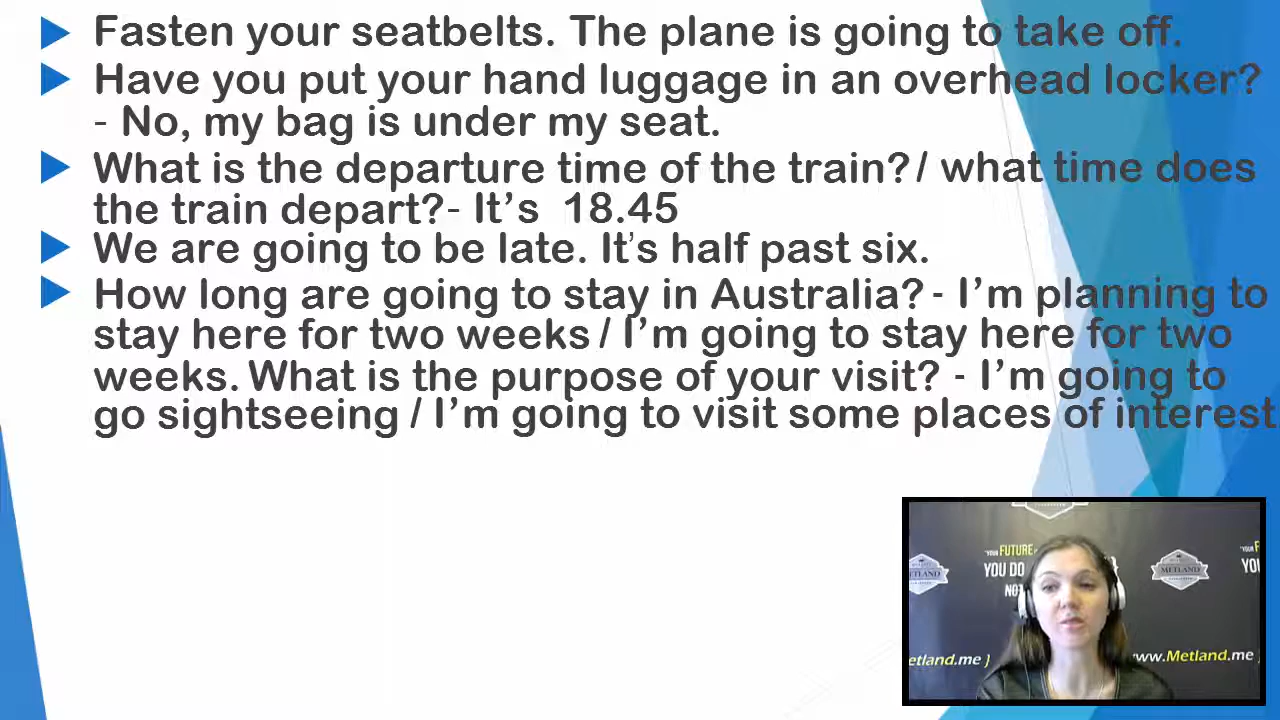 Fasten your seatbelts. The plane is going to take off.
Have you put your hand luggage in an overhead locker?
- No, my bag is under my seat.
What is the departure time of the train? / what time does
the train depart? - It's 18.45
We are going to be late. It's half past six.
How long are going to stay in Australia? - I'm planning to
stay here for two weeks / I'm going to stay here for two
weeks. What is the purpose of your visit? - I'm going to
go sightseeing / I'm going to visit some places of interest.
"YOUR FUTURE
YOU DO
NOT
METLAND
etland.me }
www.Metland.me }